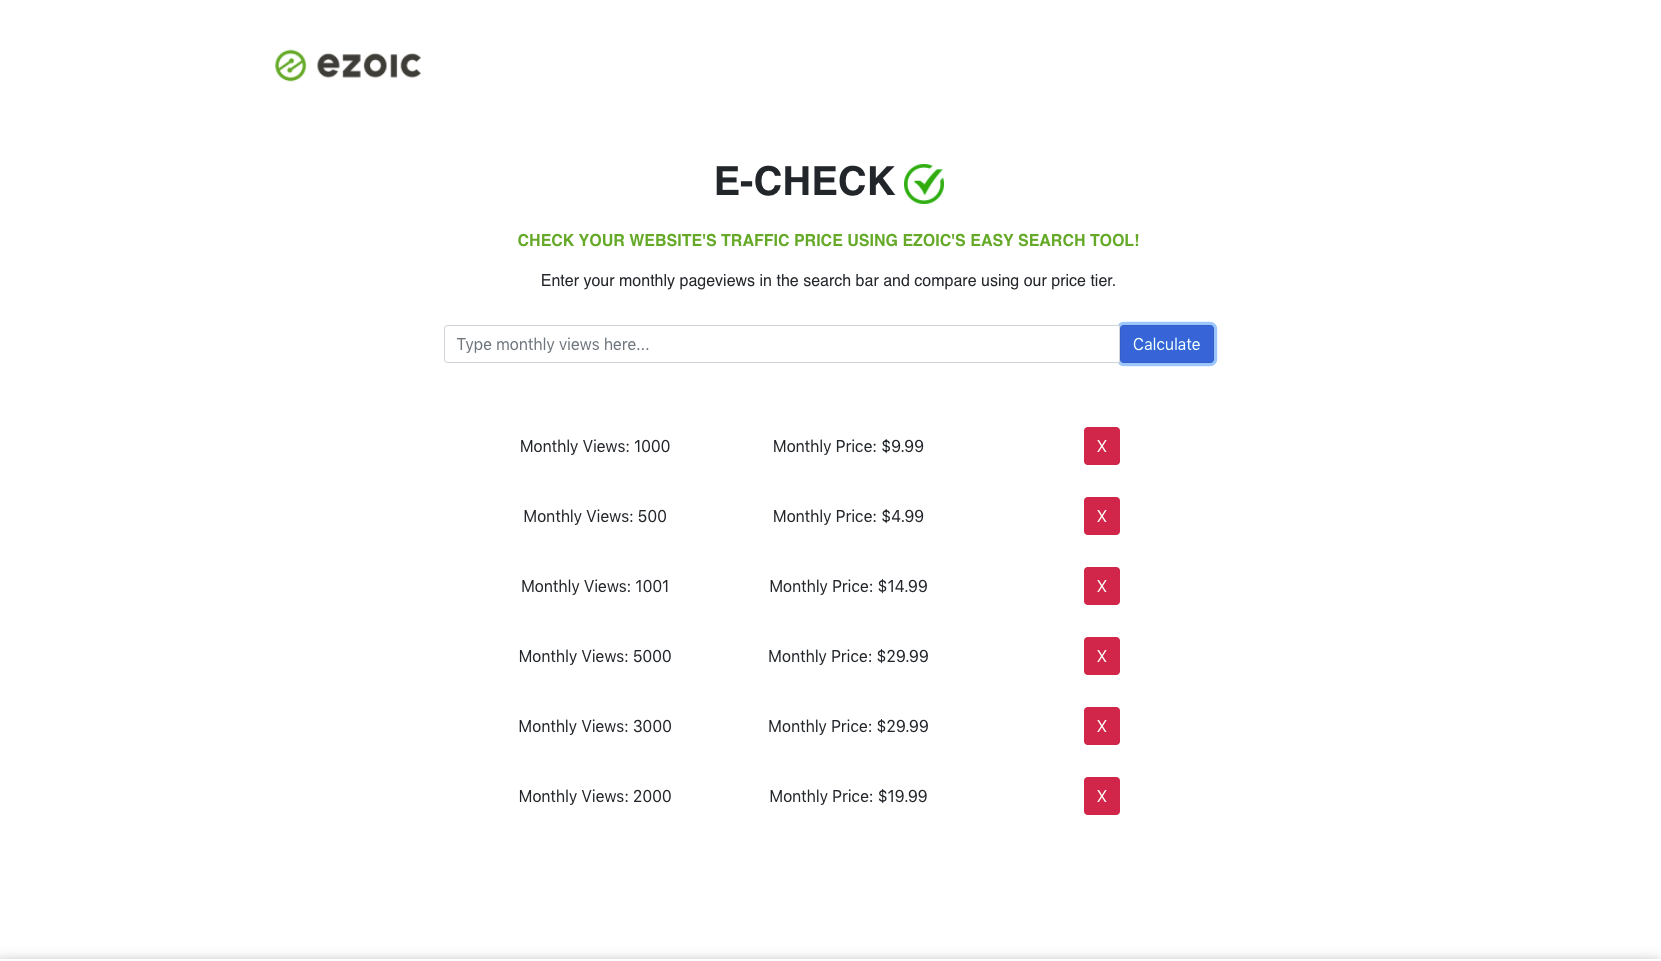 ezoic
E-CHECK
CHECK YOUR WEBSITE'S TRAFFIC PRICE USING EZOIC'S EASY SEARCH TOOL!
Enter your monthly pageviews in the search bar and compare using our price tier.
Type monthly views here... Calculate
Monthly Views: 1000 Monthly Price: $9.99 X
Monthly Views: 500 Monthly Price: $4.99 X
Monthly Views: 1001 Monthly Price: $14.99 X
Monthly Views: 5000 Monthly Price: $29.99 X
Monthly Views: 3000 Monthly Price: $29.99 X
Monthly Views: 2000 Monthly Price: $19.99 X